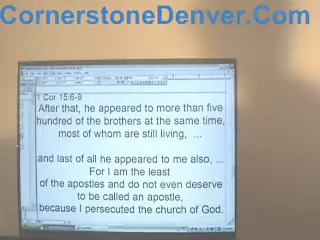 CornerstoneDenver.Com
1 Cor 15:6-9
After that, he appeared to more than five
hundred of the brothers at the same time,
most of whom are still living,  ...
and last of all he appeared to me also, ...
For I am the least
of the apostles and do not even deserve
to be called an apostle,
because I persecuted the church of God.